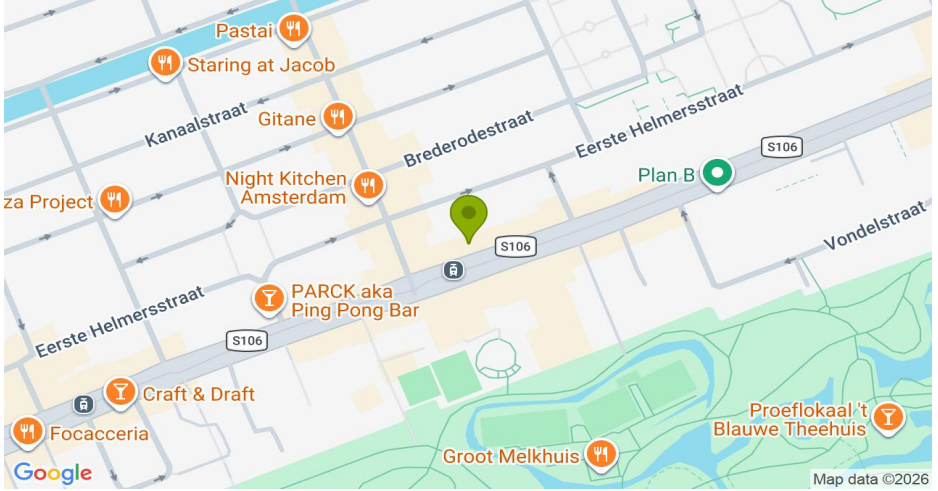 Pastai
Staring at Jacob
Kanaalstraat
Gitane
Brederodestraat
Eerste Helmersstraat
S106
Plan B
Night Kitchen
Amsterdam
za Project
S106
Vondelstraat
PARCK aka
Ping Pong Bar
Eerste Helmersstraat
S106
Craft & Draft
Focacceria
Proeflokaal 't
Blauwe Theehuis
Groot Melkhuis
Google
Map data ©2026